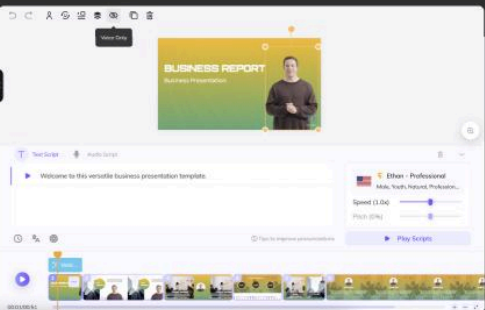 Voice Only
BUSINESS REPORT
Business Presentation
Text Script
Audio Script
Welcome to this versatile business presentation template.
Ethan - Professional
Male, Youth, Natural, Profession...
Speed (1.0x)
Pitch (0%)
Tips to improve pronunciations
Play Scripts